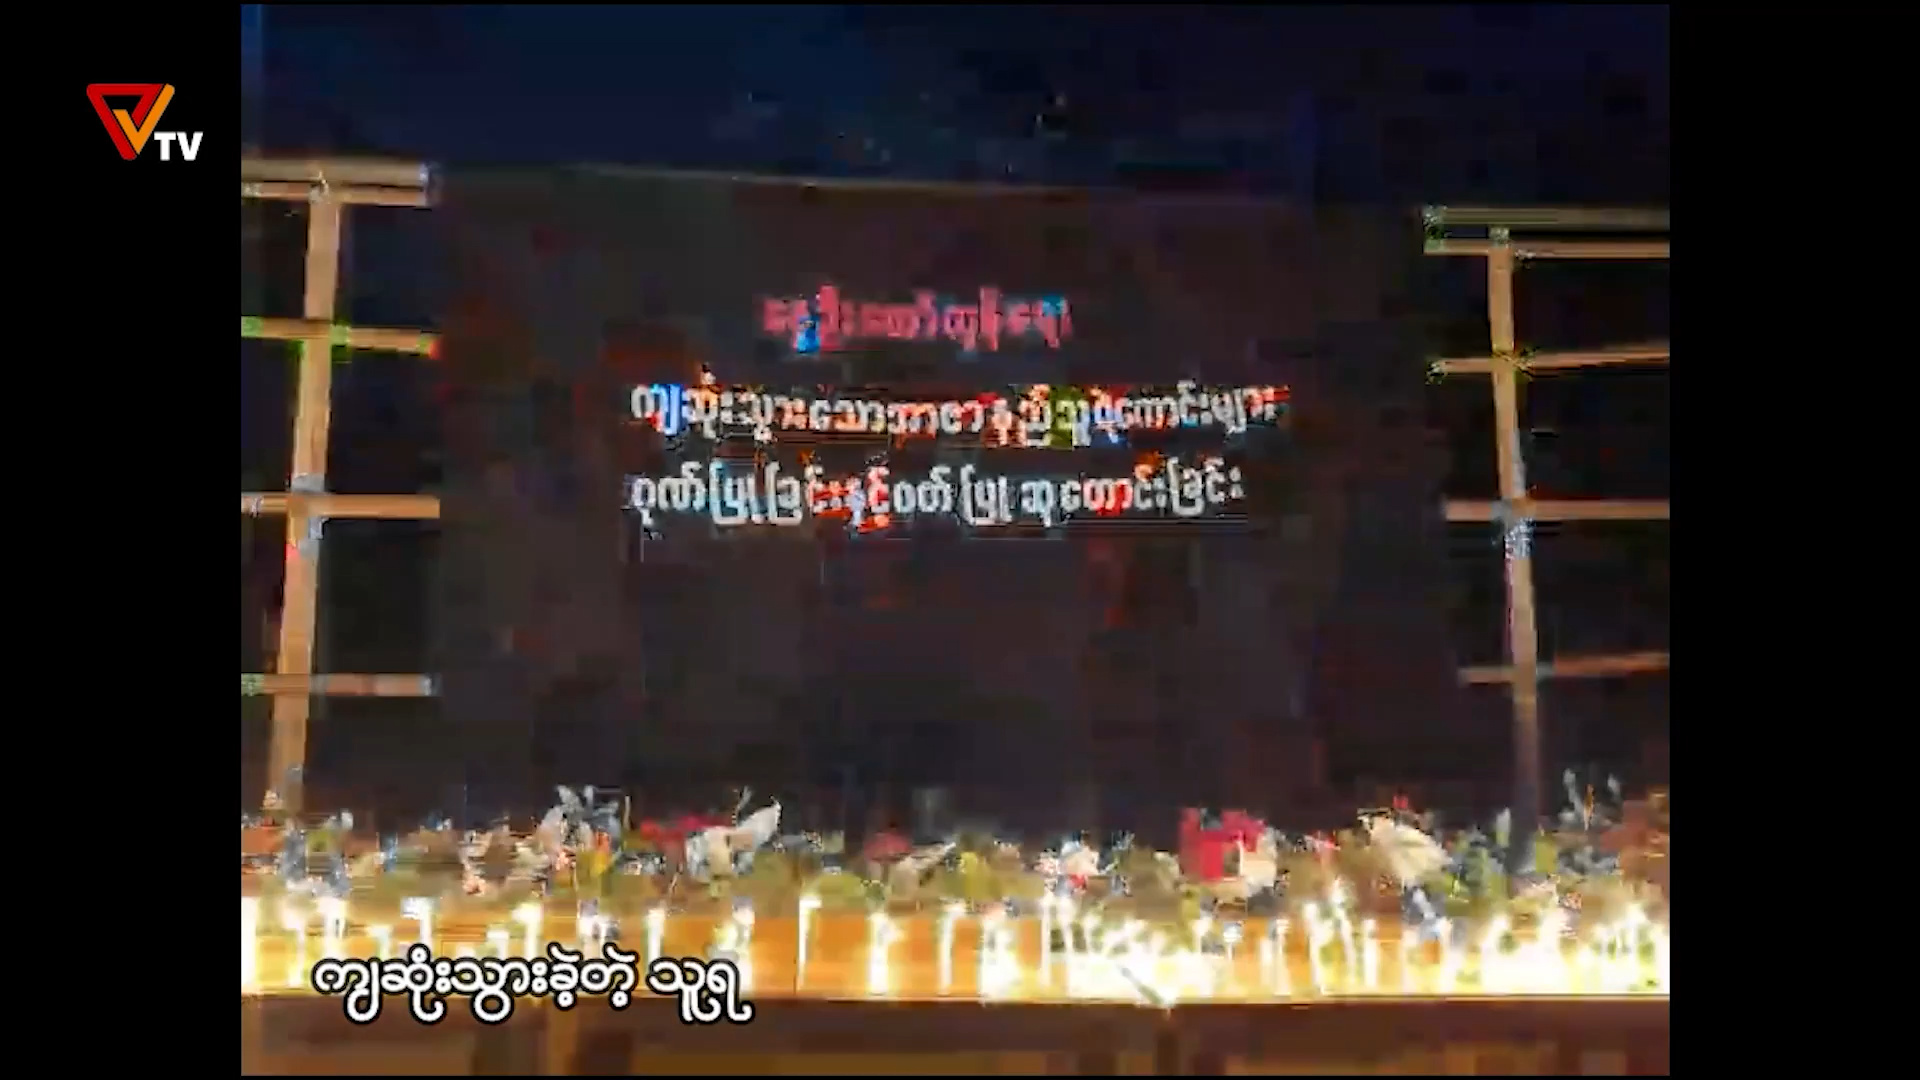 TV
နွေဦးတော်လှန်ရေး
ကျဆုံးသွားသောအာဇာနည်သူရဲကောင်းများ
ဂုဏ်ပြုခြင်းနှင့်ဝတ်ပြုဆုတောင်းခြင်း
ကျဆုံးသွားခဲ့တဲ့ သူရ